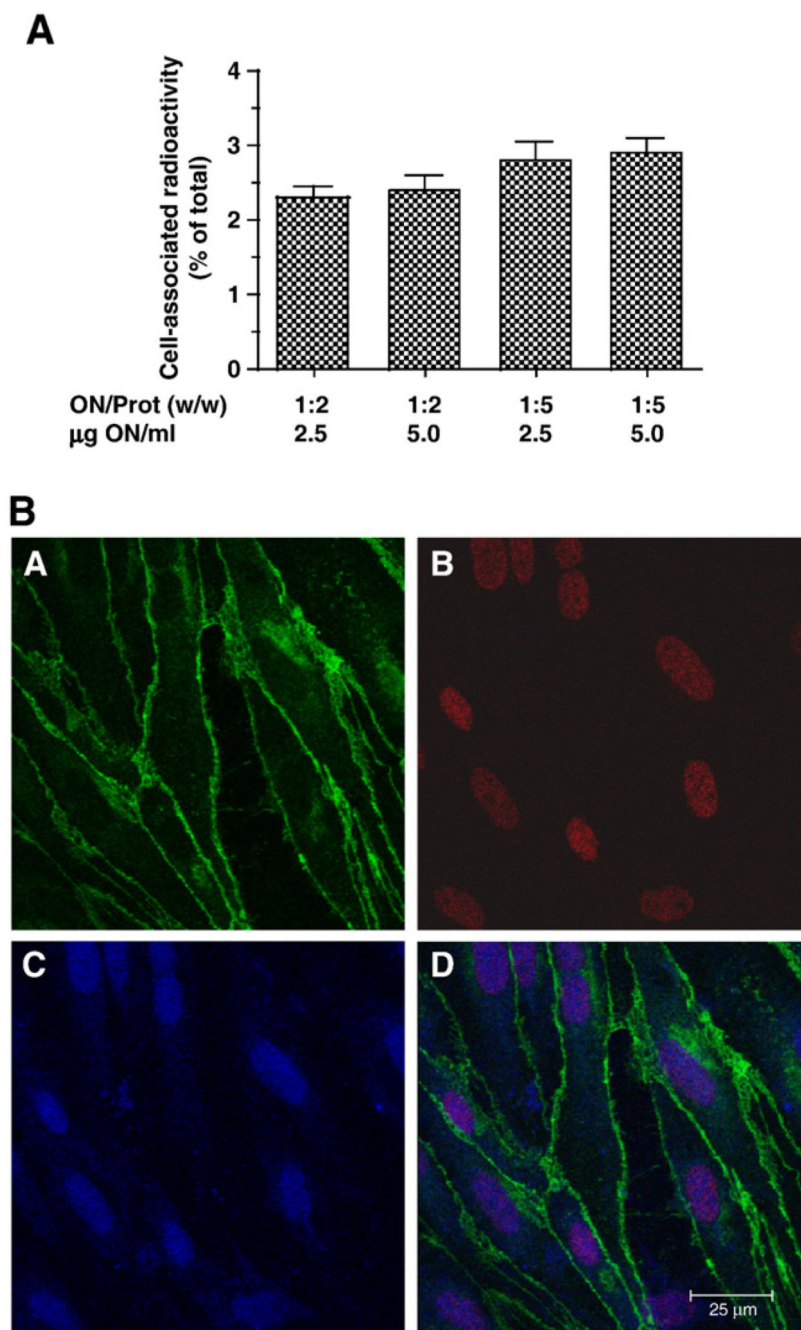 A
Cell-associated radioactivity
(% of total)
4
3
2
1
0
ON/Prot (w/w) 1:2 1:2 1:5 1:5
µg ON/ml 2.5 5.0 2.5 5.0
B
A B
C D
25 µm